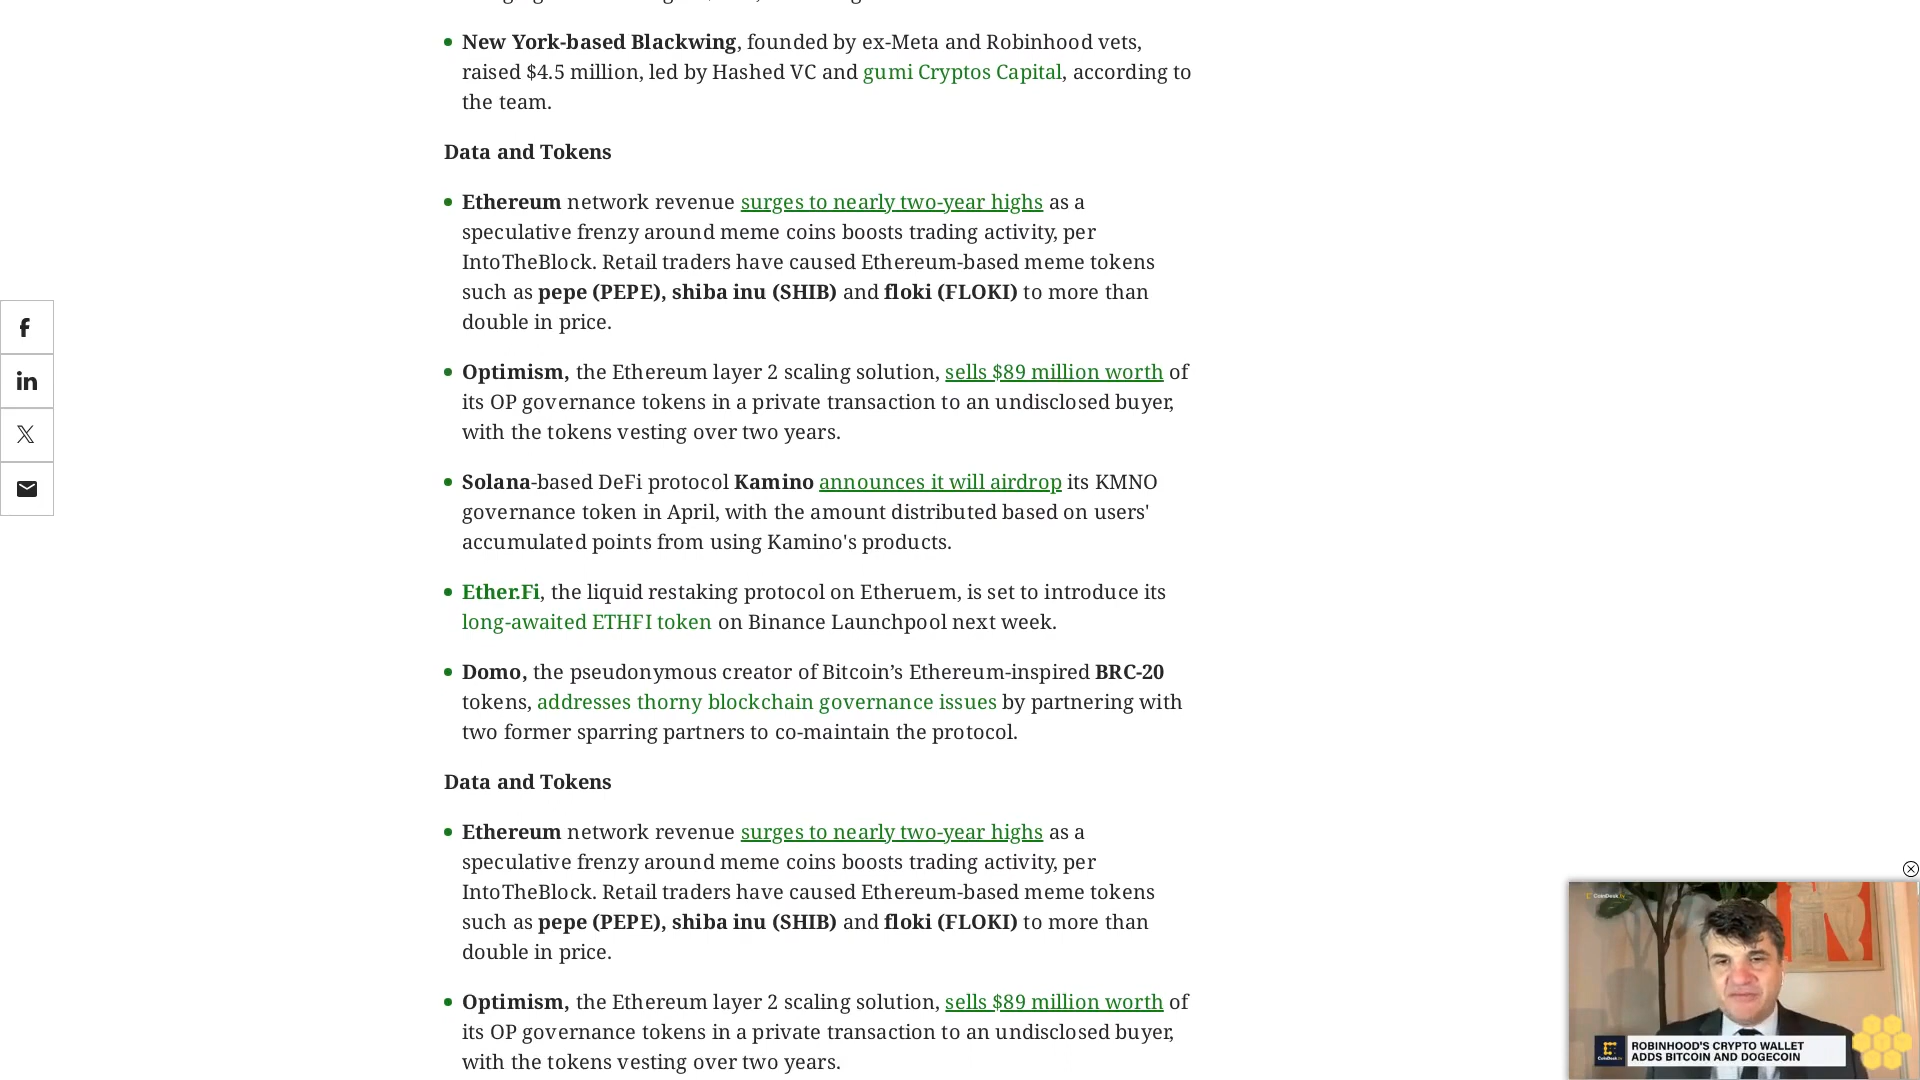 New York-based Blackwing, founded by ex-Meta and Robinhood vets,
raised $4.5 million, led by Hashed VC and gumi Cryptos Capital, according to
the team.
Data and Tokens
Ethereum network revenue surges to nearly two-year highs as a
speculative frenzy around meme coins boosts trading activity, per
IntoTheBlock. Retail traders have caused Ethereum-based meme tokens
such as pepe (PEPE), shiba inu (SHIB) and floki (FLOKI) to more than
double in price.
Optimism, the Ethereum layer 2 scaling solution, sells $89 million worth of
its OP governance tokens in a private transaction to an undisclosed buyer,
with the tokens vesting over two years.
Solana-based DeFi protocol Kamino announces it will airdrop its KMNO
governance token in April, with the amount distributed based on users'
accumulated points from using Kamino's products.
Ether.Fi, the liquid restaking protocol on Etheruem, is set to introduce its
long-awaited ETHFI token on Binance Launchpool next week.
Domo, the pseudonymous creator of Bitcoin’s Ethereum-inspired BRC-20
tokens, addresses thorny blockchain governance issues by partnering with
two former sparring partners to co-maintain the protocol.
Data and Tokens
Ethereum network revenue surges to nearly two-year highs as a
speculative frenzy around meme coins boosts trading activity, per
IntoTheBlock. Retail traders have caused Ethereum-based meme tokens
such as pepe (PEPE), shiba inu (SHIB) and floki (FLOKI) to more than
double in price.
Optimism, the Ethereum layer 2 scaling solution, sells $89 million worth of
its OP governance tokens in a private transaction to an undisclosed buyer,
with the tokens vesting over two years.
CoinDesk tv
CoinDesk tv
ROBINHOOD'S CRYPTO WALLET
ADDS BITCOIN AND DOGECOIN